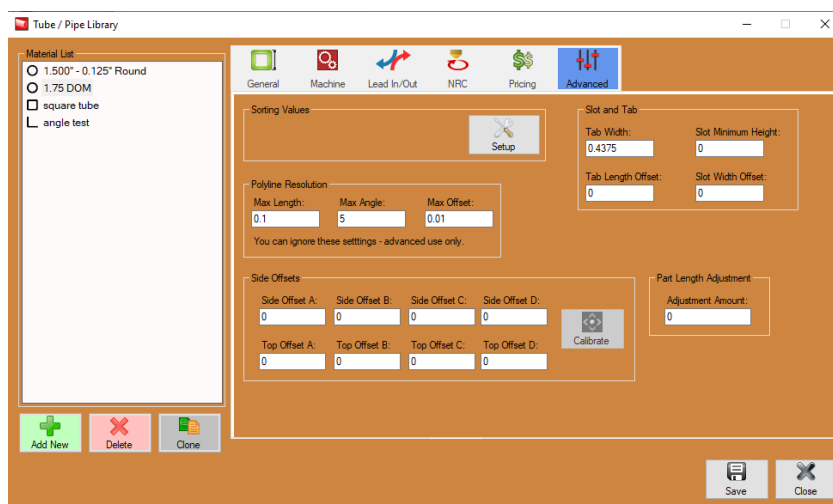 Tube / Pipe Library
Material List
1.500" - 0.125" Round
1.75 DOM
square tube
angle test
Add New Delete Clone
General Machine Lead In/Out NRC Pricing Advanced
Sorting Values
Setup
Slot and Tab
Tab Width: Slot Minimum Height:
0.4375 0
Tab Length Offset: Slot Width Offset:
0 0
Polyline Resolution
Max Length: Max Angle: Max Offset:
0.1 5 0.01
You can ignore these setttings - advanced use only.
Side Offsets
Side Offset A: Side Offset B: Side Offset C: Side Offset D:
0 0 0 0
Top Offset A: Top Offset B: Top Offset C: Top Offset D:
0 0 0 0
Calibrate
Part Length Adjustment
Adjustment Amount:
0
Save Close